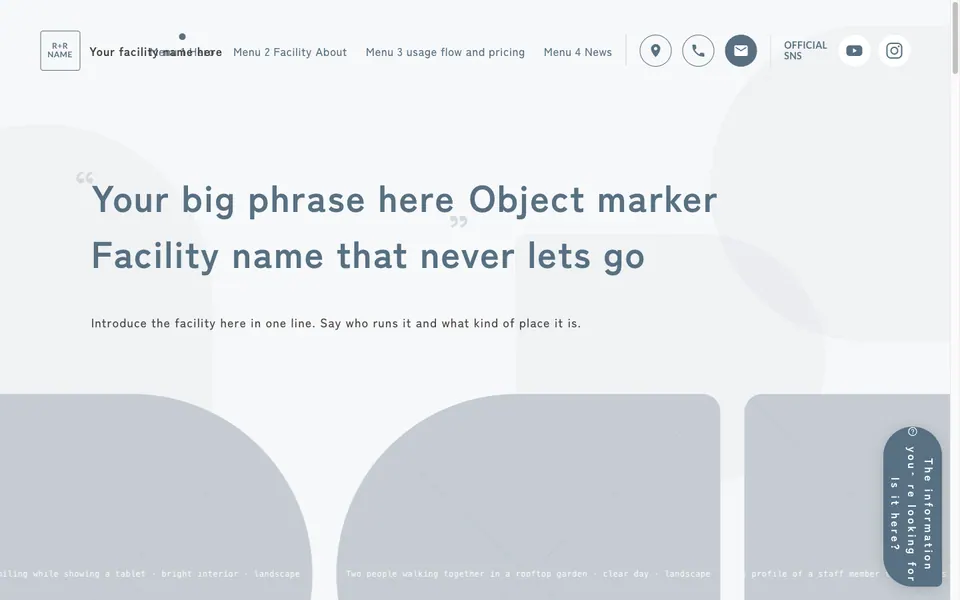 R+R
NAME
Your facility name here
Menu 2 Facility About
Menu 3 usage flow and pricing
Menu 4 News
OFFICIAL
SNS
“Your big phrase here” Object marker
Facility name that never lets go
Introduce the facility here in one line. Say who runs it and what kind of place it is.
while showing a tablet · bright interior · landscape
Two people walking together in a rooftop garden · clear day · landscape
profile of a staff member
The information
you' re looking for
Is it here?